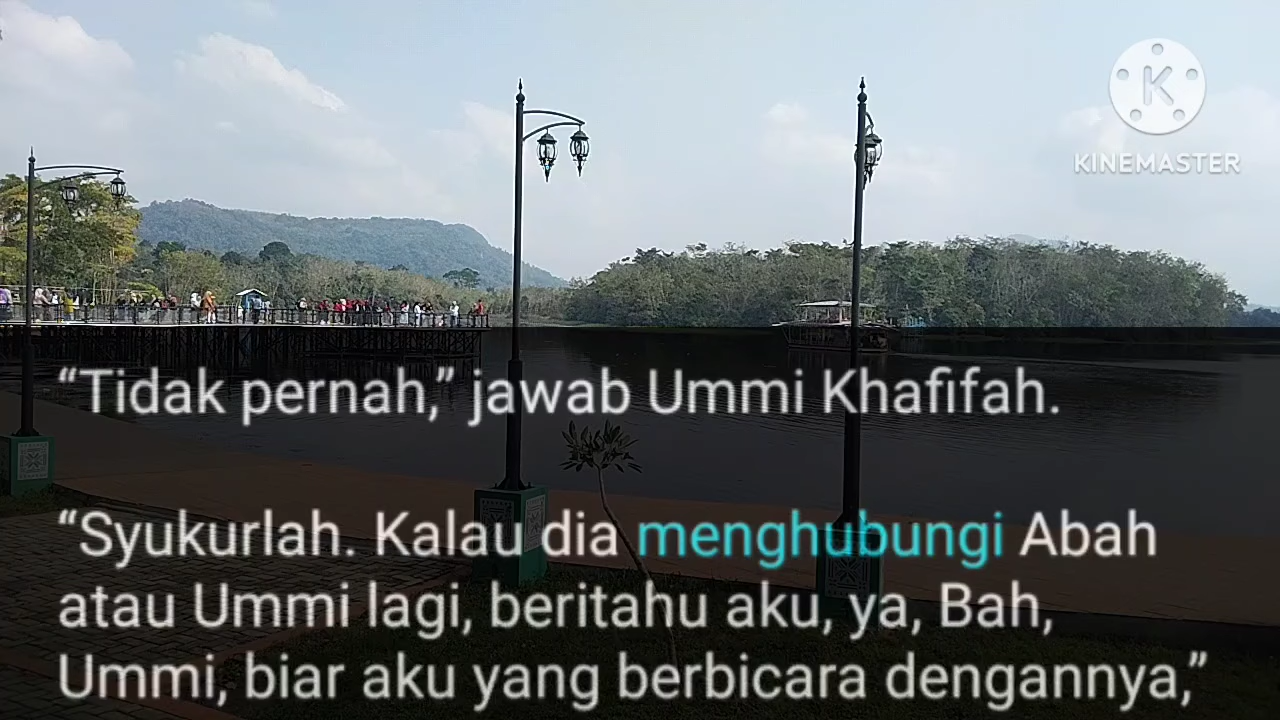 KINEMASTER
“Tidak pernah,” jawab Ummi Khafifah.
“Syukurlah. Kalau dia menghubungi Abah
atau Ummi lagi, beritahu aku, ya, Bah,
Ummi, biar aku yang berbicara dengannya,”